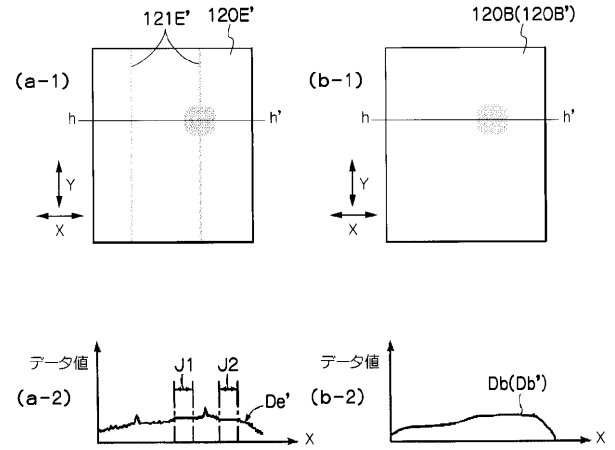 121E' 120E'
(a-1)
h h'
Y
X
120B(120B')
(b-1)
h h'
Y
X
データ値
J1 J2
(a-2)
De'
X
データ値
(b-2)
Db(Db')
X